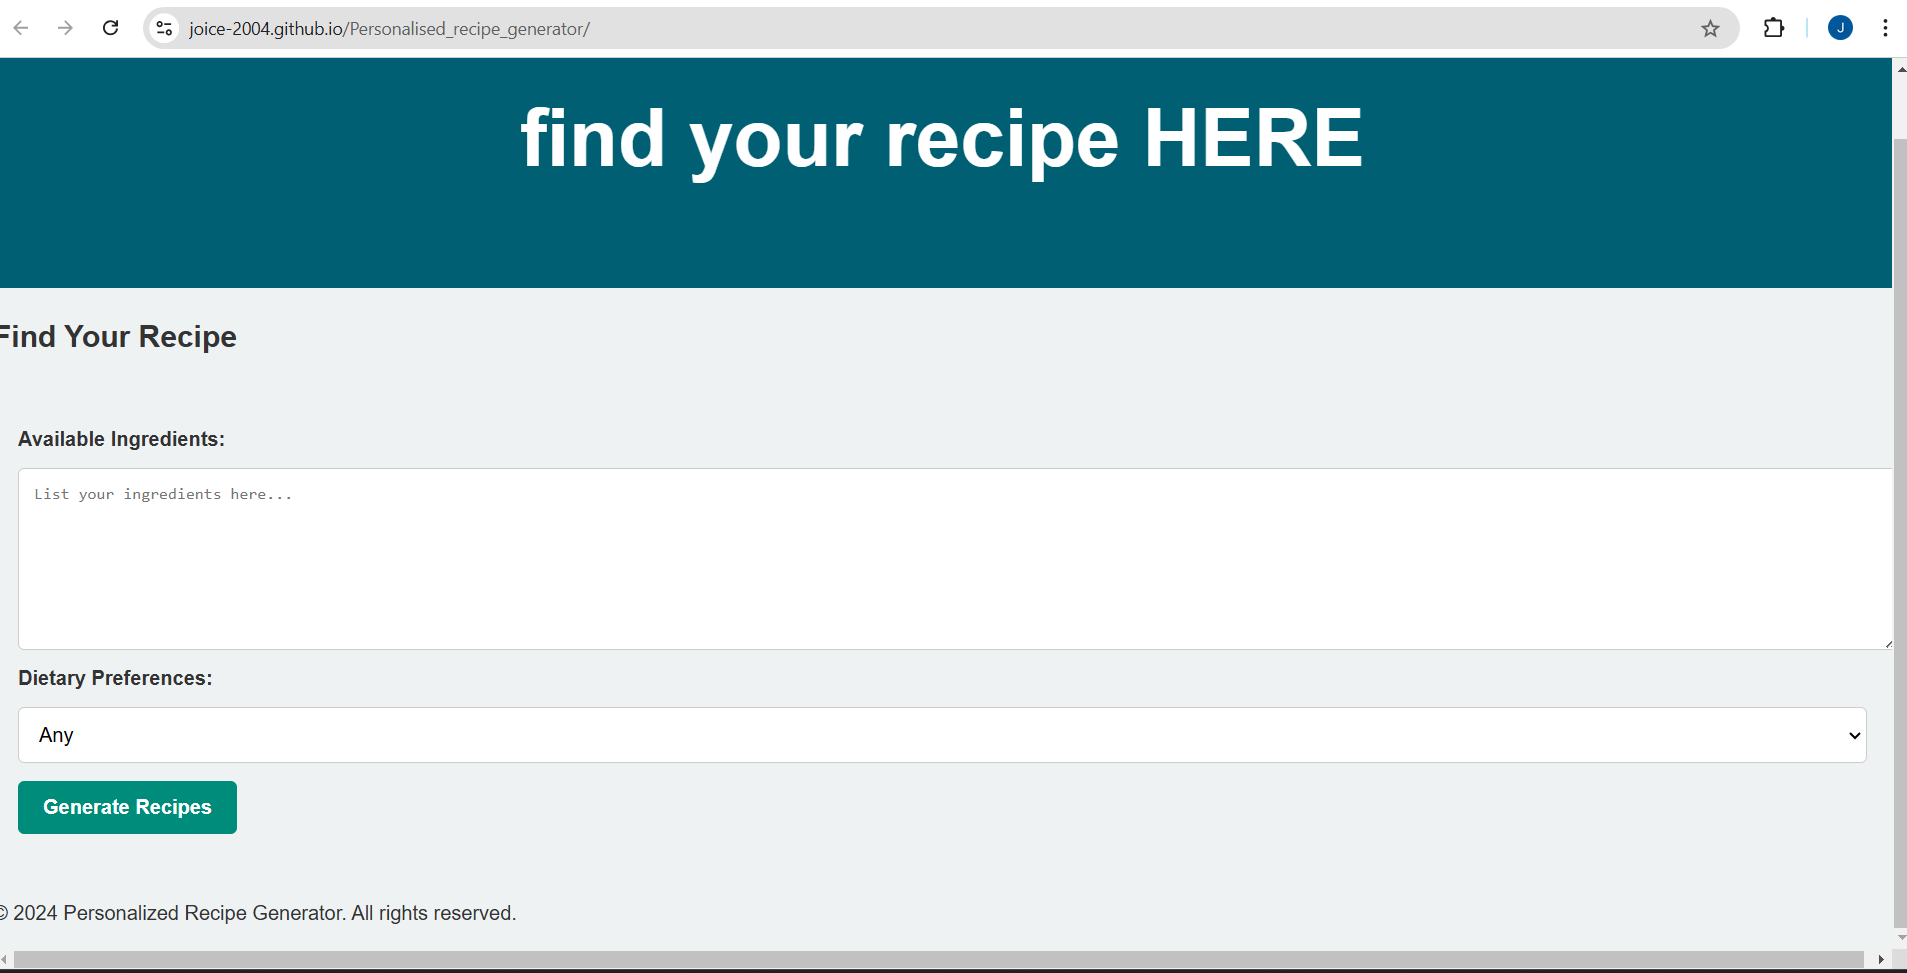 joice-2004.github.io/Personalised_recipe_generator/
J
find your recipe HERE
Find Your Recipe
Available Ingredients:
List your ingredients here...
Dietary Preferences:
Any
Generate Recipes
© 2024 Personalized Recipe Generator. All rights reserved.